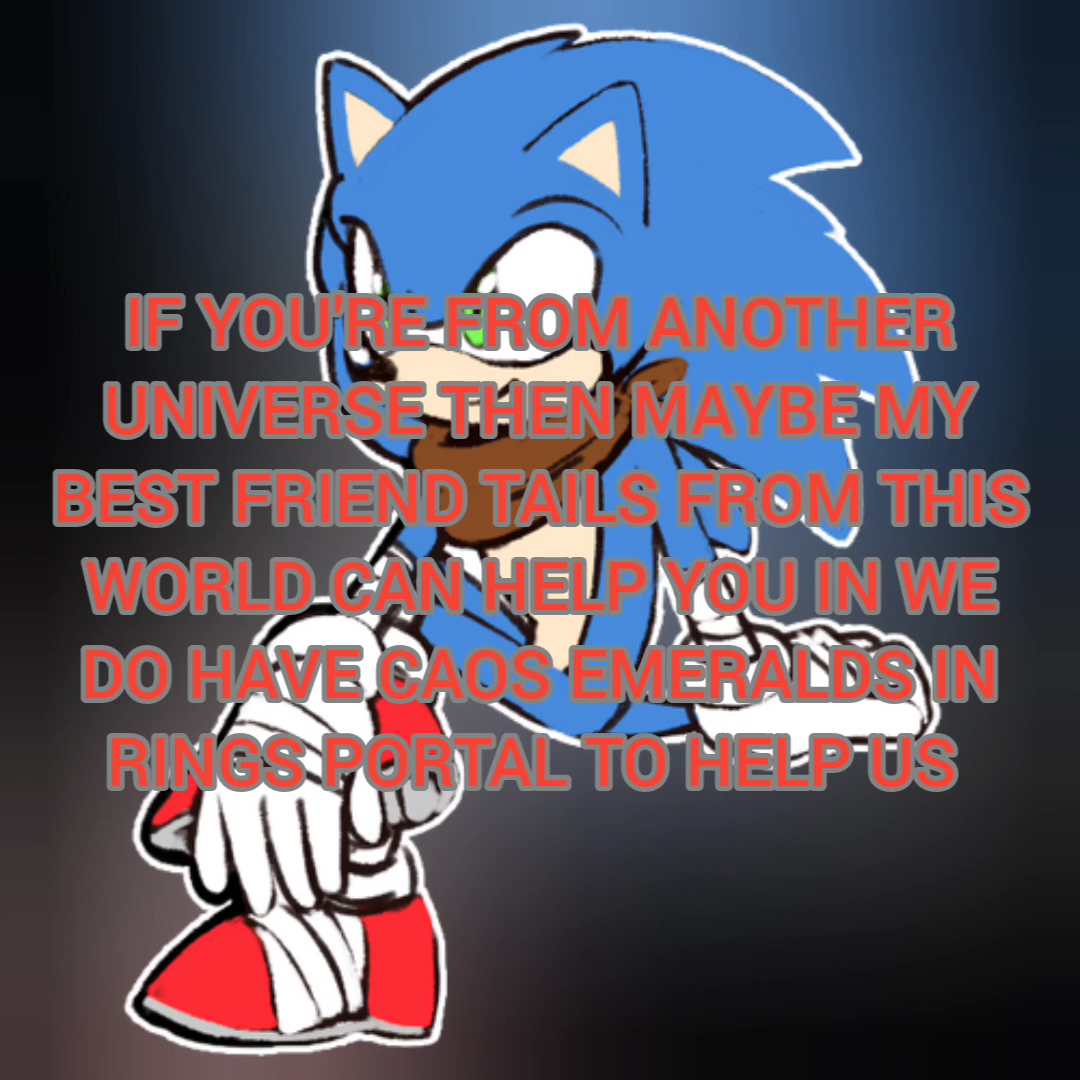 IF YOU'RE FROM ANOTHER
UNIVERSE THEN MAYBE MY
BEST FRIEND TAILS FROM THIS
WORLD CAN HELP YOU IN WE
DO HAVE CAOS EMERALDS IN
RINGS PORTAL TO HELP US